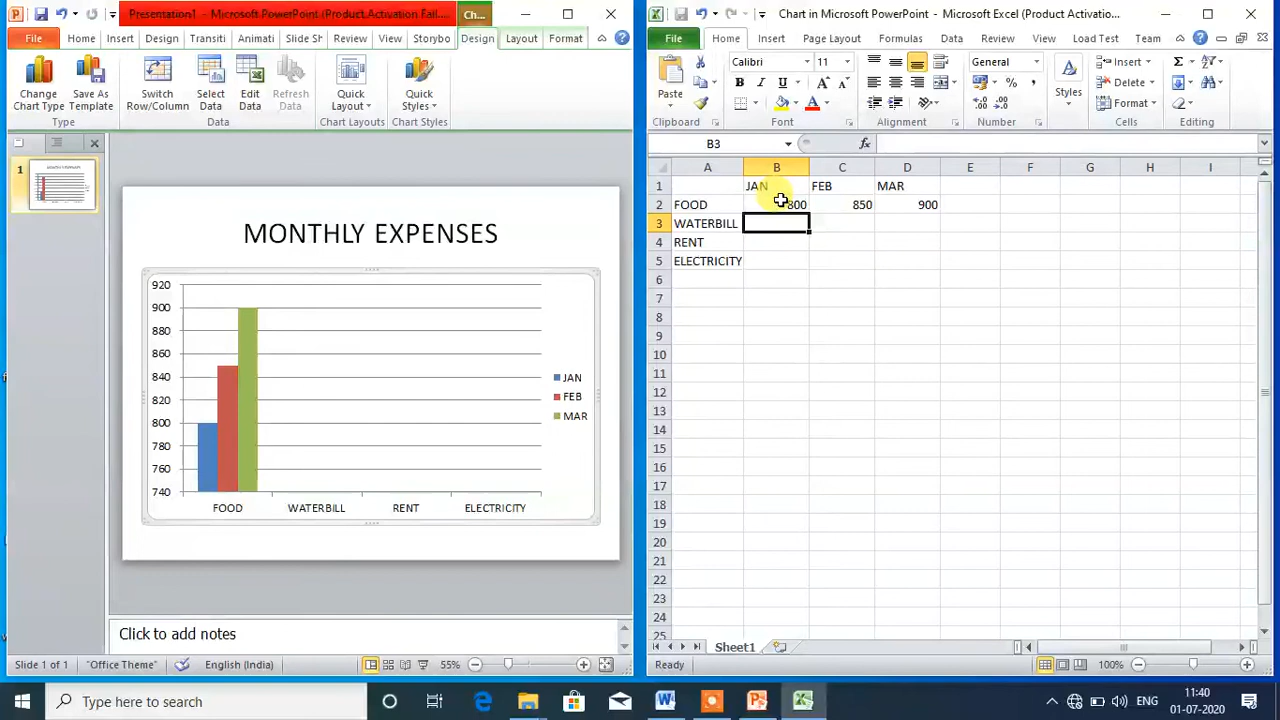 Presentation1 - Microsoft PowerPoint (Product Activation Fail...
Ch...
File Home Insert Design Transiti Animati Slide Sh Review View Storybo Design Layout Format
Change Chart Type
Save As Template
Switch Row/Column
Select Data
Edit Data
Refresh Data
Quick Layout
Quick Styles
Type Data Chart Layouts Chart Styles
1
MONTHLY EXPENSES
920
900
880
860
840
820
800
780
760
740
FOOD WATERBILL RENT ELECTRICITY
JAN
FEB
MAR
Click to add notes
Slide 1 of 1 "Office Theme" English (India) 55%
Chart in Microsoft PowerPoint - Microsoft Excel (Product Activatio...
File Home Insert Page Layout Formulas Data Review View Load Test Team
Paste
Calibri 11
B I U
A
General
Styles
Insert
Delete
Format
Clipboard Font Alignment Number Cells Editing
B3 fx
A B C D E F G H I
1 JAN FEB MAR
2 FOOD 800 850 900
3 WATERBILL
4 RENT
5 ELECTRICITY
6
7
8
9
10
11
12
13
14
15
16
17
18
19
20
21
22
23
24
25
Sheet1
Ready 100%
Type here to search
ENG
11:40
01-07-2020